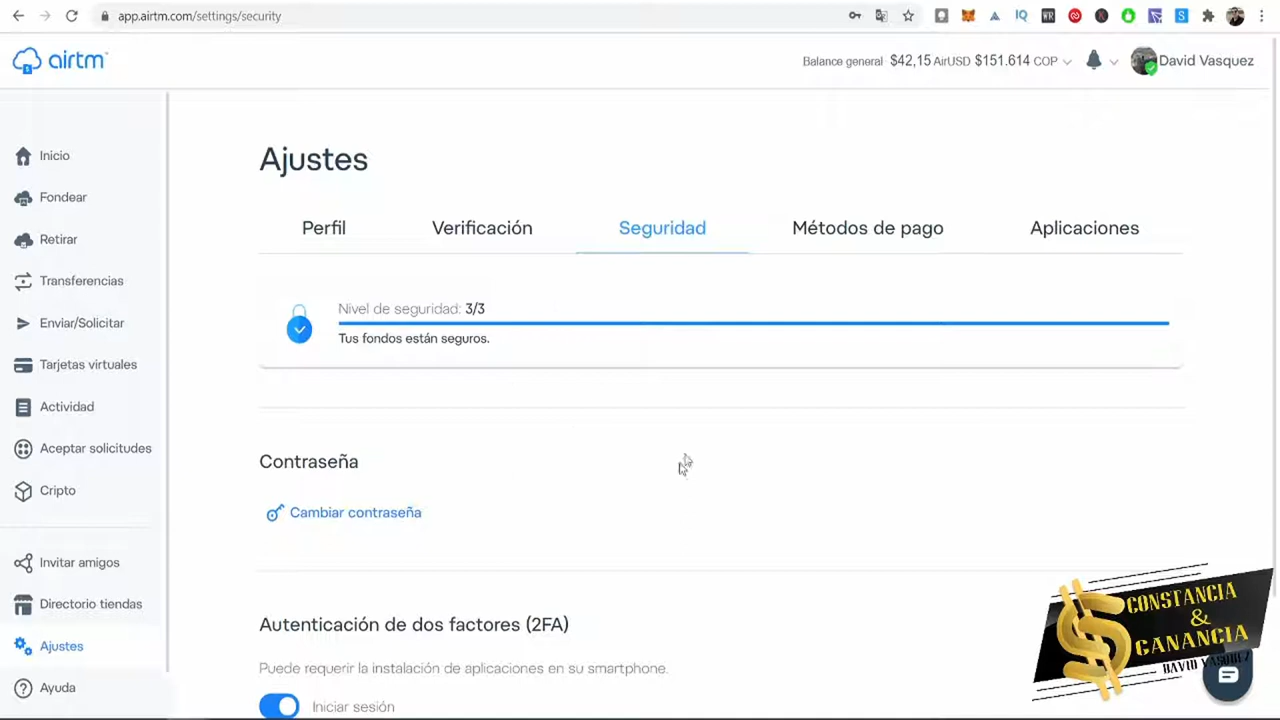 app.airtm.com/settings/security
airtm
Balance general $42,15 AirUSD $151.614 COP
David Vasquez
Inicio
Fondear
Retirar
Transferencias
Enviar/Solicitar
Tarjetas virtuales
Actividad
Aceptar solicitudes
Cripto
Invitar amigos
Directorio tiendas
Ajustes
Ayuda
Ajustes
Perfil Verificación Seguridad Métodos de pago Aplicaciones
Nivel de seguridad: 3/3
Tus fondos están seguros.
Contraseña
Cambiar contraseña
Autenticación de dos factores (2FA)
Puede requerir la instalación de aplicaciones en su smartphone.
Iniciar sesión
CONSTANCIA
&
GANANCIA
DAVID VASQUEZ